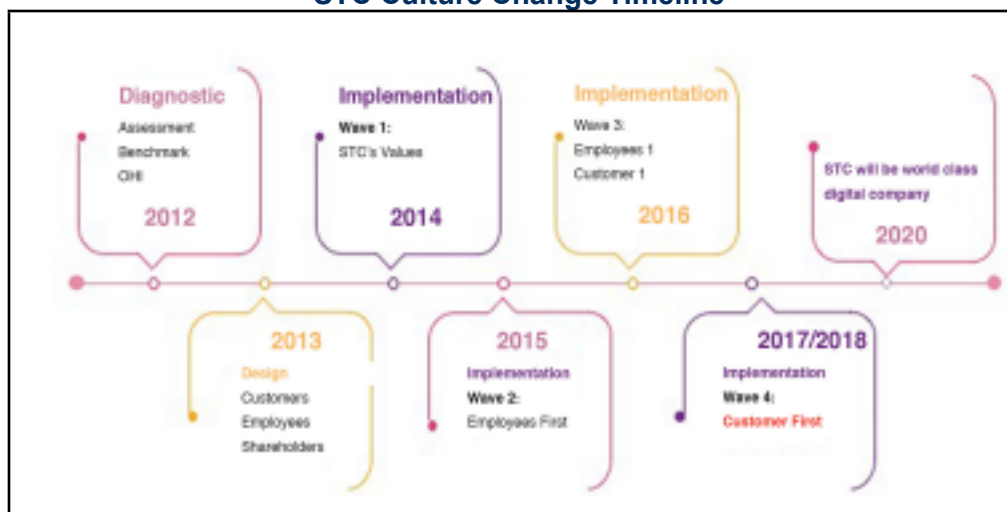 STC Culture Change Timeline
Diagnostic
Assessment
Benchmark
OHI
2012
Implementation
Wave 1:
STC's Values
2014
Implementation
Wave 3:
Employees 1
Customer 1
2016
STC will be world class
digital company
2020
2013
Design
Customers
Employees
Shareholders
2015
Implementation
Wave 2:
Employees First
2017/2018
Implementation
Wave 4:
Customer First